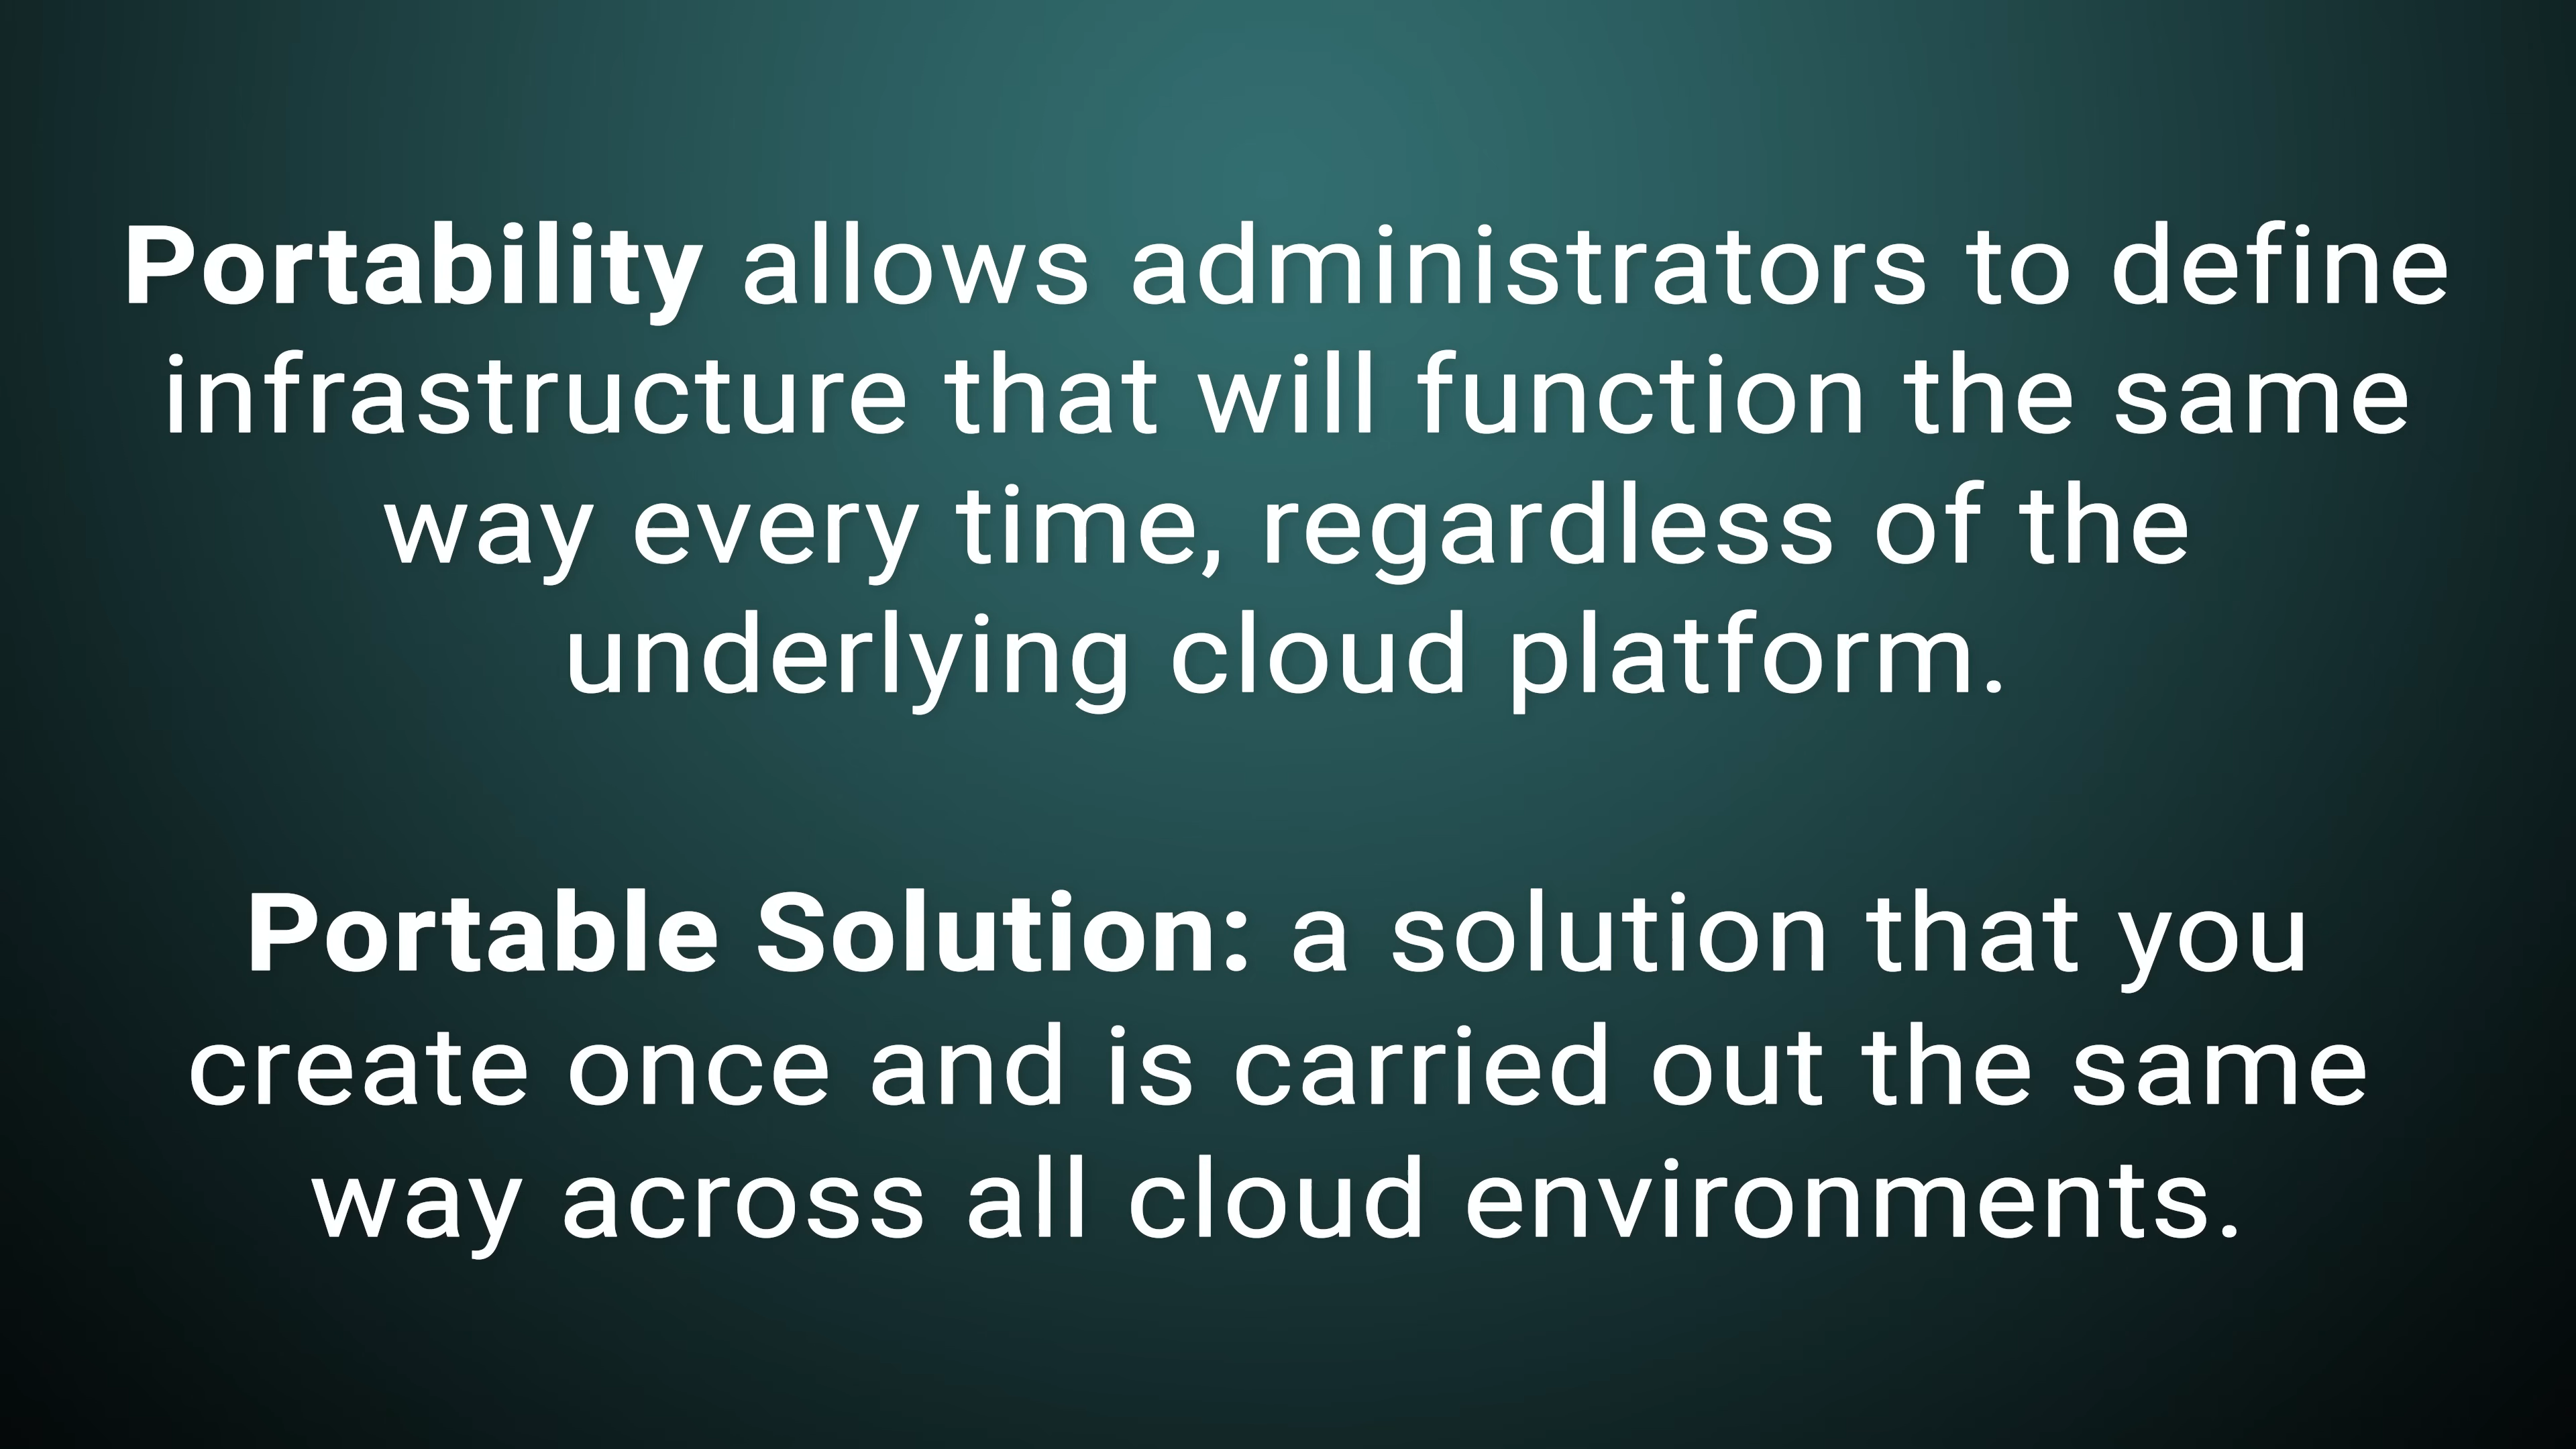 Portability allows administrators to define
infrastructure that will function the same
way every time, regardless of the
underlying cloud platform.
Portable Solution: a solution that you
create once and is carried out the same
way across all cloud environments.